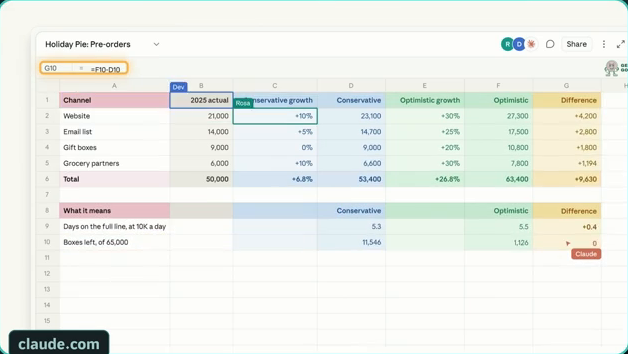 Holiday Pie: Pre-orders
R D Share
G10 = =F10-D10
Dev
A B C D E F G H
1 Channel 2025 actual Conservative growth Conservative Optimistic growth Optimistic Difference
Rosa
2 Website 21,000 +10% 23,100 +30% 27,300 +4,200
3 Email list 14,000 +5% 14,700 +25% 17,500 +2,800
4 Gift boxes 9,000 0% 9,000 +20% 10,800 +1,800
5 Grocery partners 6,000 +10% 6,600 +30% 7,800 +1,194
6 Total 50,000 +6.8% 53,400 +26.8% 63,400 +9,630
7
8 What it means Conservative Optimistic Difference
9 Days on the full line, at 10K a day 5.3 5.5 +0.4
10 Boxes left, of 65,000 11,546 1,126 0
Claude
11
12
13
14
15
claude.com